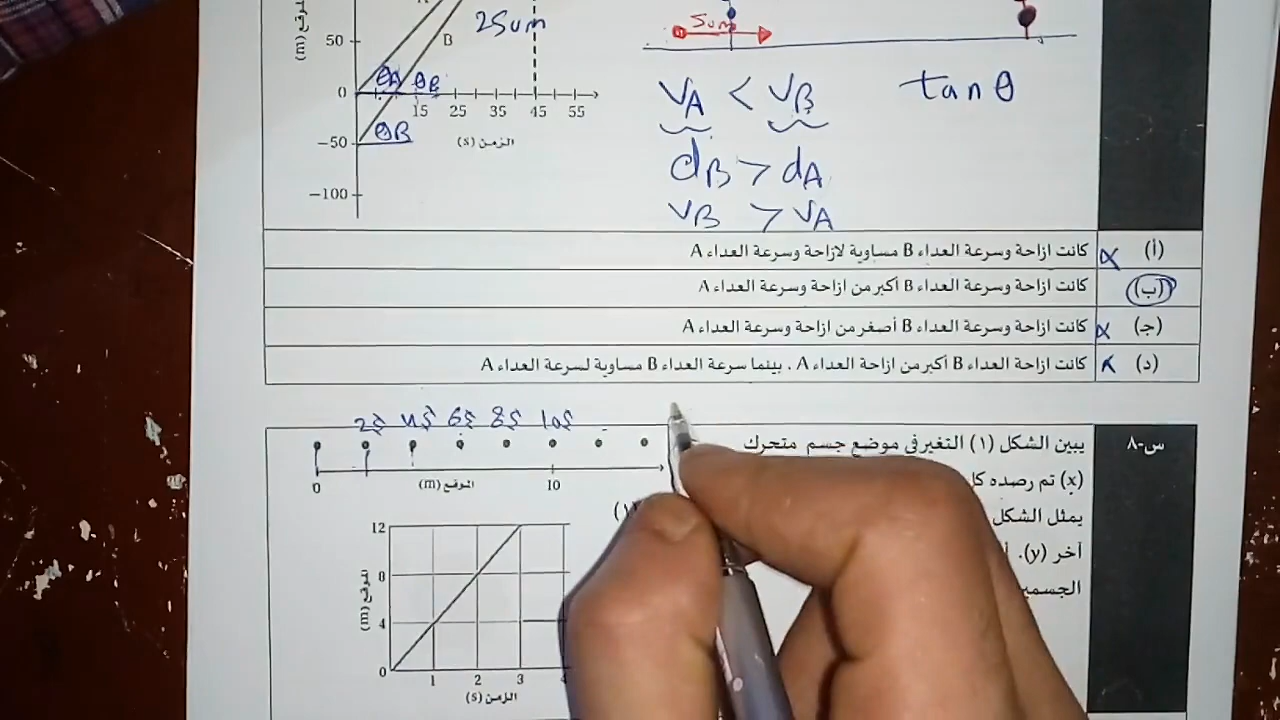 50
0
−50
−100
A
B
25um
θA
θB
θB
15 25 35 45 55
الزمن (s)
الموقع (m)
5um
VA < VB
tanθ
dB > dA
VB > VA
(أ) كانت ازاحة وسرعة العداء B مساوية لازاحة وسرعة العداء A
(ب) كانت ازاحة وسرعة العداء B أكبر من ازاحة وسرعة العداء A
(ج) كانت ازاحة وسرعة العداء B أصغر من ازاحة وسرعة العداء A
(د) كانت ازاحة العداء B أكبر من ازاحة العداء A ، بينما سرعة العداء B مساوية لسرعة العداء A
س-٨
يبين الشكل (١) التغير في موضع جسم متحرك
(x) تم رصده
يمثل الشكل
آخر (y).
0 10
الموقع (m)
12
8
4
0
الموقع (m)
1 2 3 4
الزمن (s)